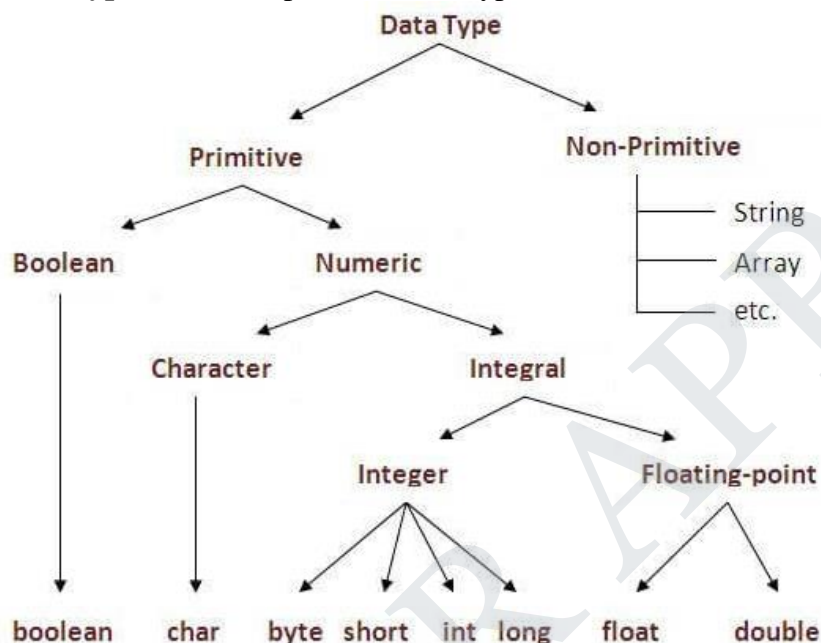 Data Type
Primitive
Non-Primitive
String
Array
etc.
Boolean
Numeric
Character
Integral
Integer
Floating-point
boolean char byte short int long float double